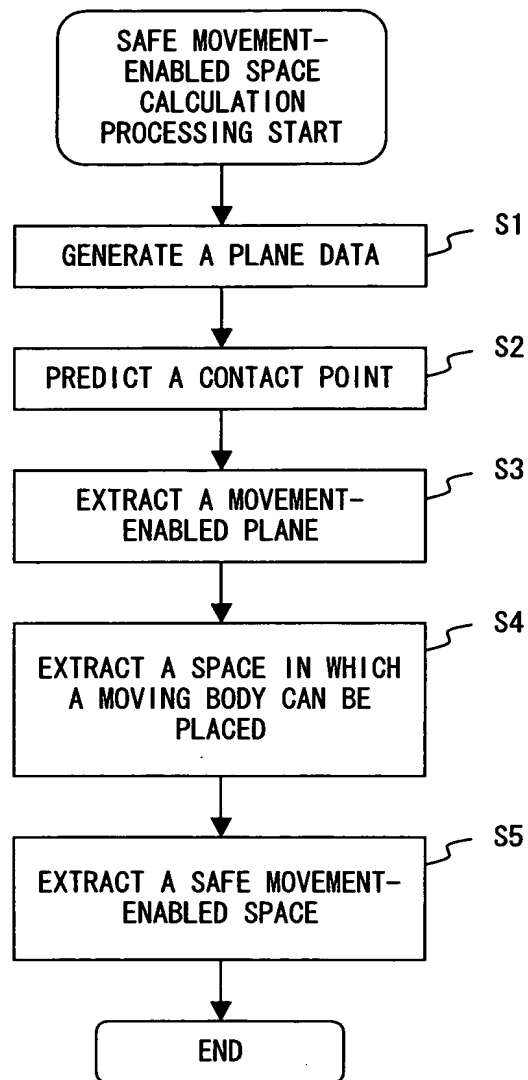 SAFE MOVEMENT-
ENABLED SPACE
CALCULATION
PROCESSING START
S1
GENERATE A PLANE DATA
S2
PREDICT A CONTACT POINT
S3
EXTRACT A MOVEMENT-
ENABLED PLANE
S4
EXTRACT A SPACE IN WHICH
A MOVING BODY CAN BE
PLACED
S5
EXTRACT A SAFE MOVEMENT-
ENABLED SPACE
END